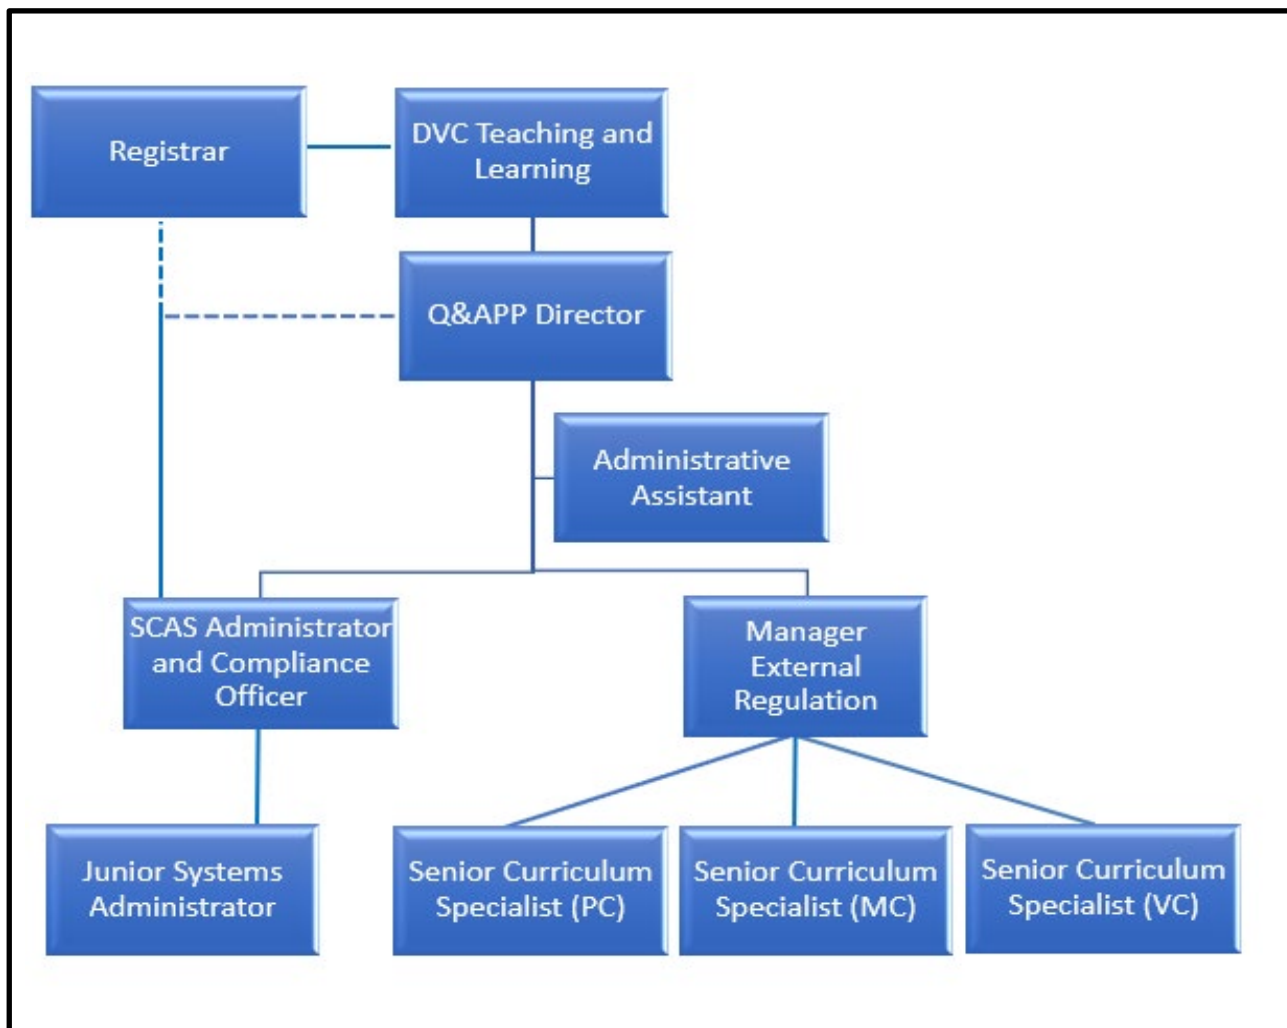 Registrar
DVC Teaching and
Learning
Q&APP Director
Administrative
Assistant
SCAS Administrator
and Compliance
Officer
Manager
External
Regulation
Junior Systems
Administrator
Senior Curriculum
Specialist (PC)
Senior Curriculum
Specialist (MC)
Senior Curriculum
Specialist (VC)